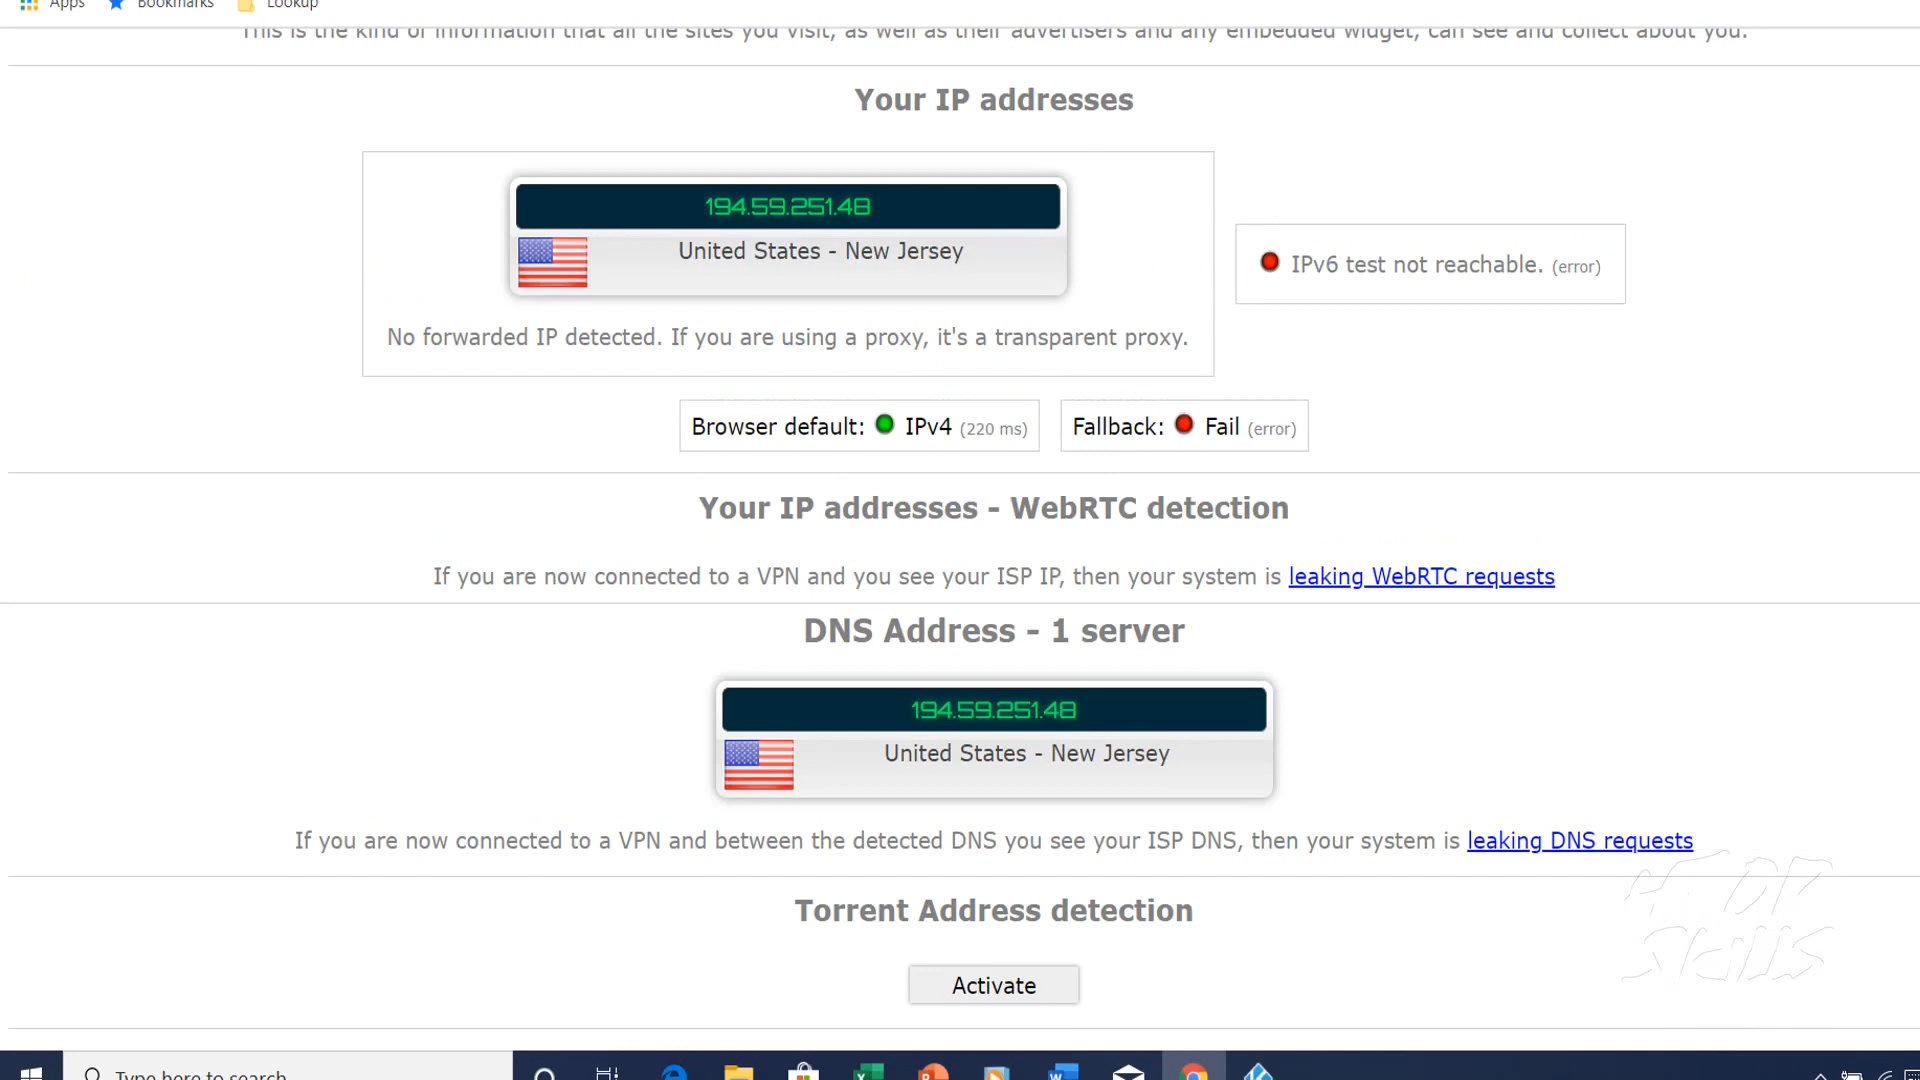 Apps Bookmarks Lookup
This is the kind of information that all the sites you visit, as well as their advertisers and any embedded widget, can see and collect about you.
Your IP addresses
194.59.251.48
United States - New Jersey
No forwarded IP detected. If you are using a proxy, it's a transparent proxy.
IPv6 test not reachable. (error)
Browser default: IPv4 (220 ms) Fallback: Fail (error)
Your IP addresses - WebRTC detection
If you are now connected to a VPN and you see your ISP IP, then your system is leaking WebRTC requests
DNS Address - 1 server
194.59.251.48
United States - New Jersey
If you are now connected to a VPN and between the detected DNS you see your ISP DNS, then your system is leaking DNS requests
Torrent Address detection
Activate
Type here to search